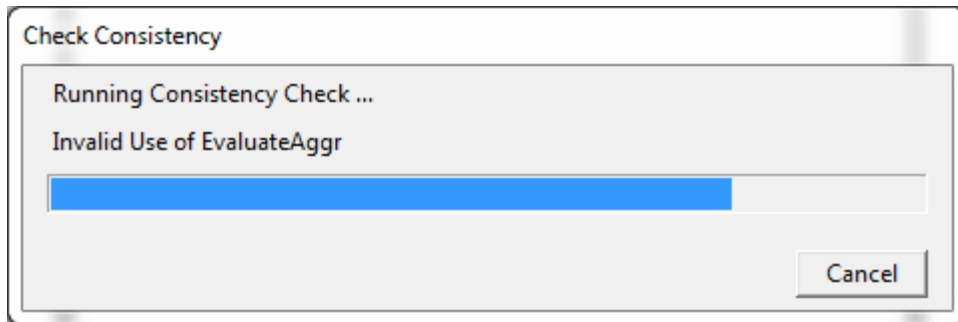 Check Consistency
Running Consistency Check ...
Invalid Use of EvaluateAggr
Cancel